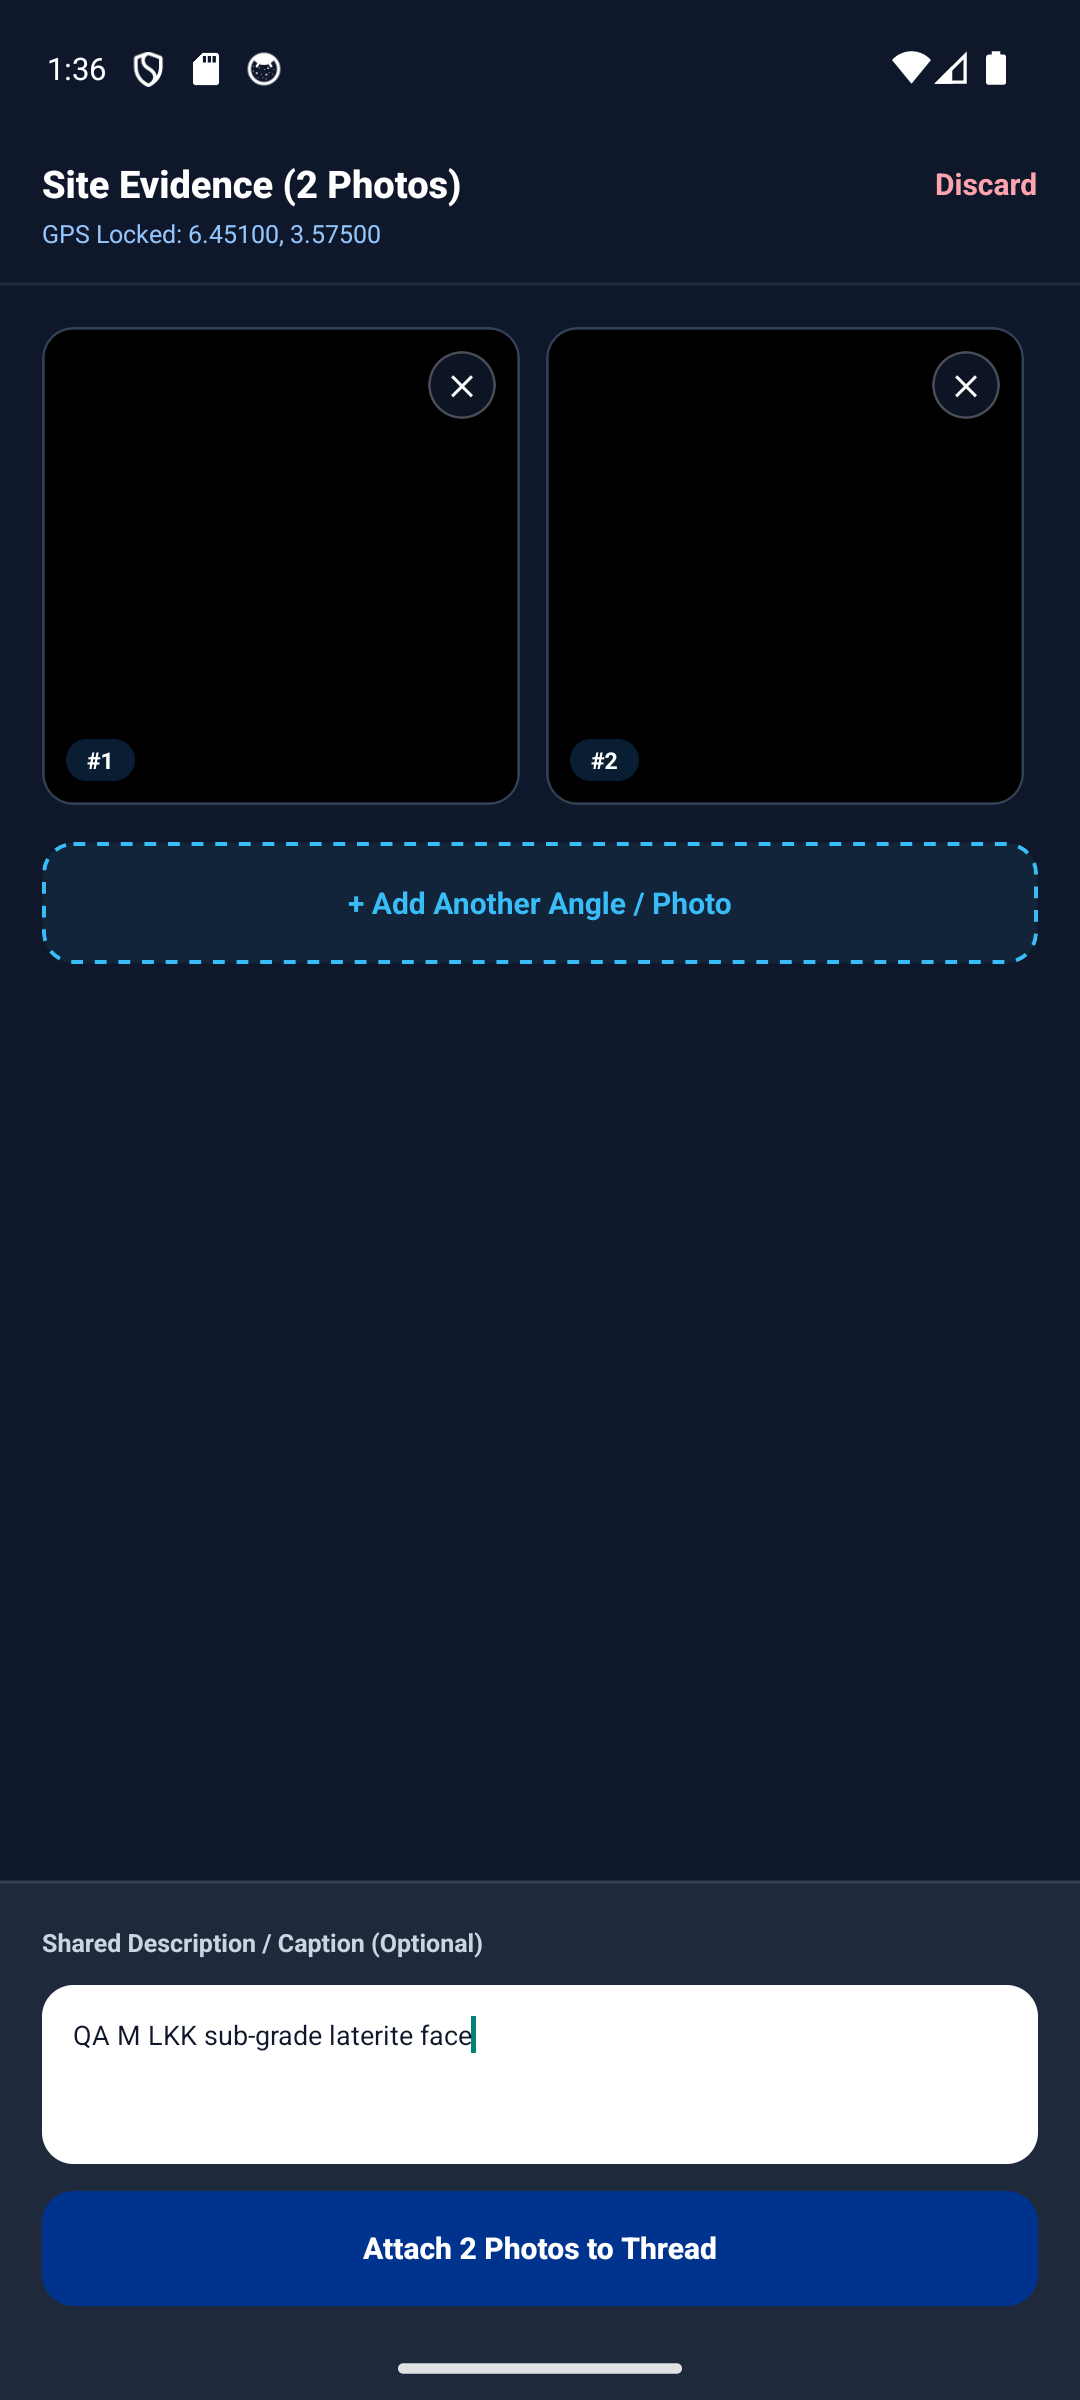 1:36
Site Evidence (2 Photos)
Discard
GPS Locked: 6.45100, 3.57500
#1
#2
+ Add Another Angle / Photo
Shared Description / Caption (Optional)
QA M LKK sub-grade laterite face
Attach 2 Photos to Thread